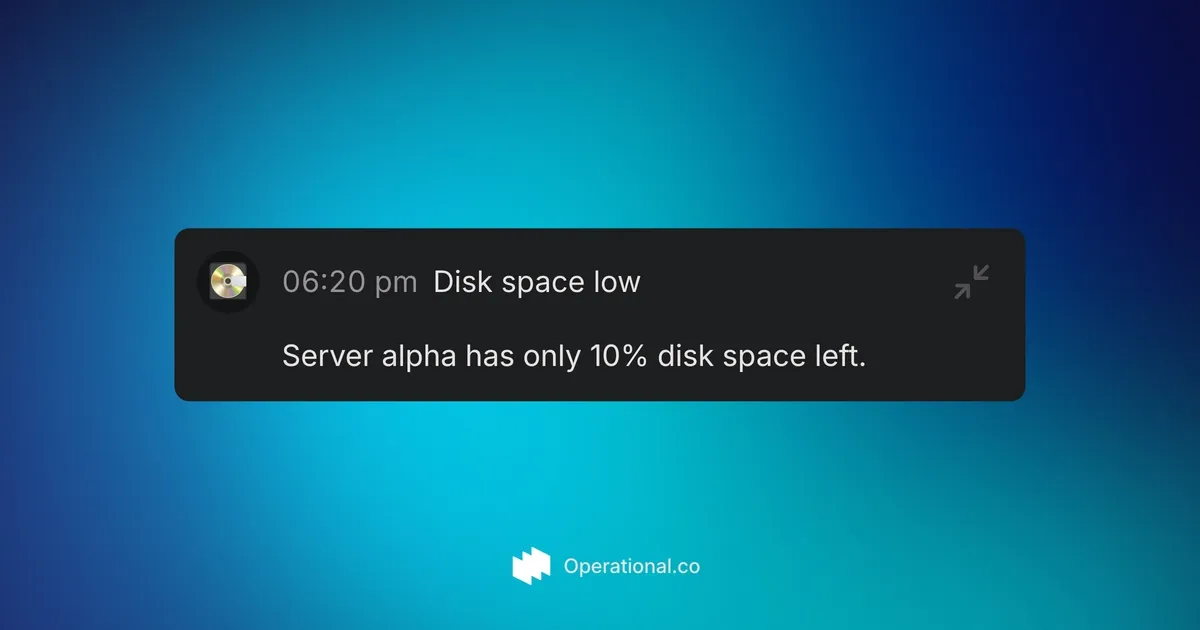 06:20 pm Disk space low
Server alpha has only 10% disk space left.
Operational.co